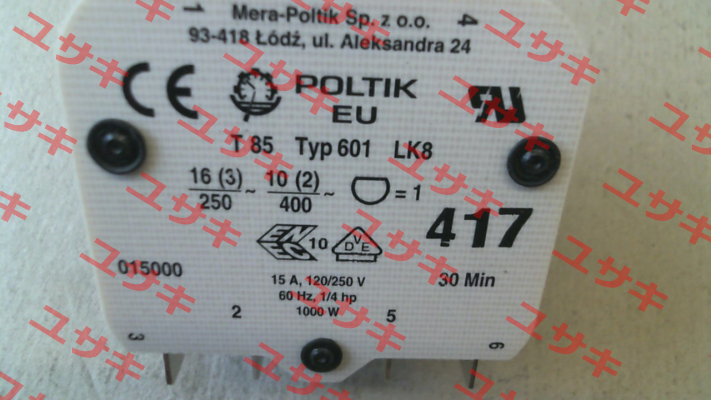 1
Mera-Poltik Sp. z o.o.
4
93-418 Łódź, ul. Aleksandra 24
CE
POLTIK
EU
T 85 Typ 601 LK8
16 (3)
250 ~
10 (2)
400 ~
= 1
417
ENEC 10
VDE
015000
15 A, 120/250 V
60 Hz, 1/4 hp
1000 W
30 Min
2
5
3
6
ユサキ